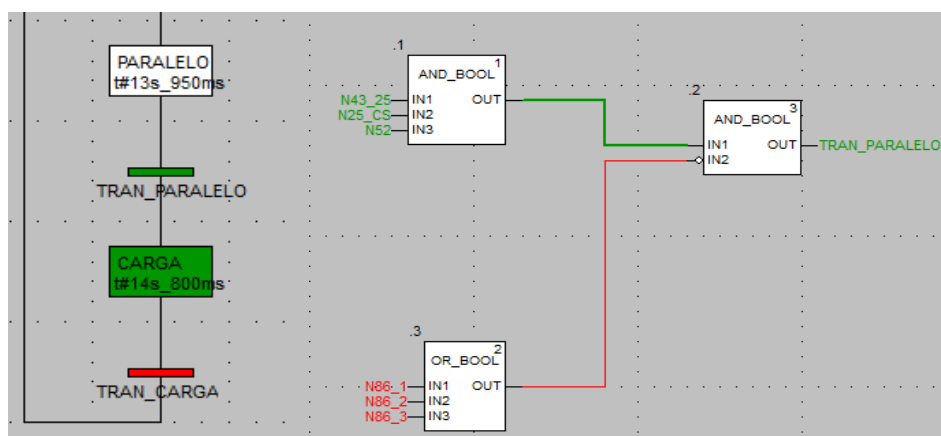 PARALELO
t#13s_950ms
TRAN_PARALELO
CARGA
t#14s_800ms
TRAN_CARGA
.1
1
AND_BOOL
N43_25 IN1 OUT
N25_CS IN2
N52 IN3
.2
3
AND_BOOL
IN1 OUT TRAN_PARALELO
IN2
.3
2
OR_BOOL
N86_1 IN1 OUT
N86_2 IN2
N86_3 IN3